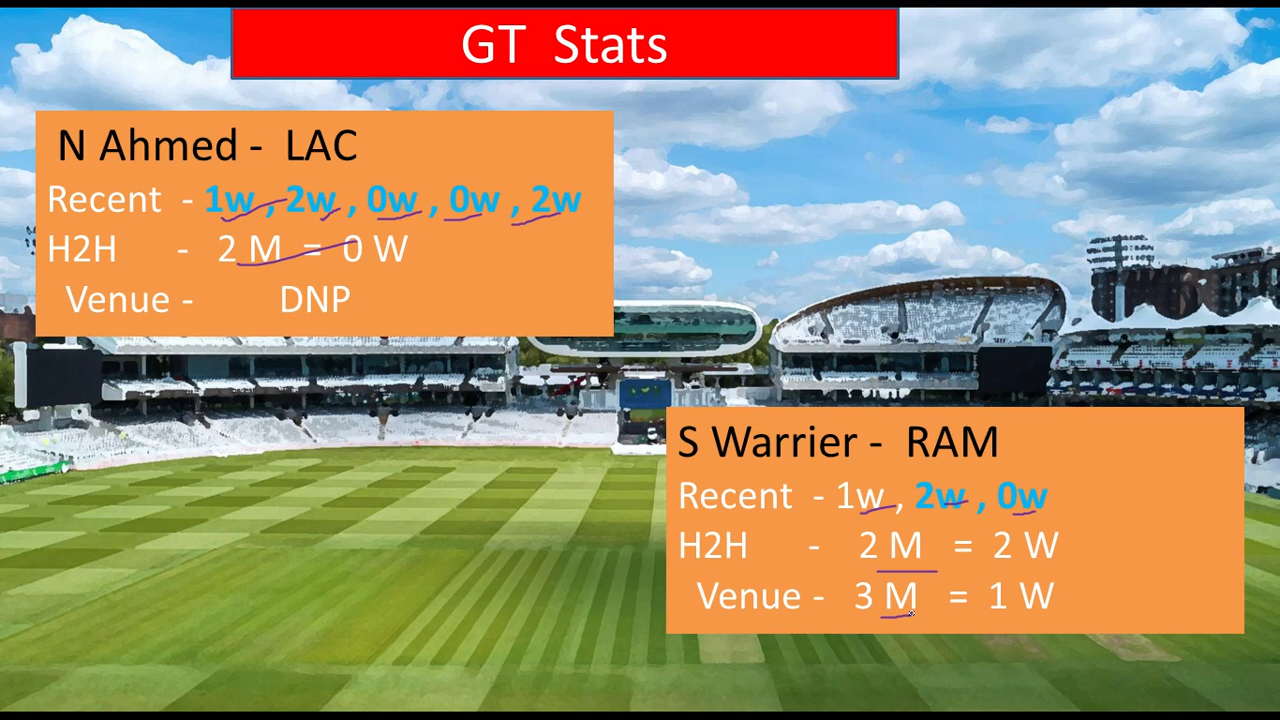 GT Stats
N Ahmed - LAC
Recent - 1w , 2w , 0w , 0w , 2w
H2H - 2 M = 0 W
Venue - DNP
S Warrier - RAM
Recent - 1w , 2w , 0w
H2H - 2 M = 2 W
Venue - 3 M = 1 W